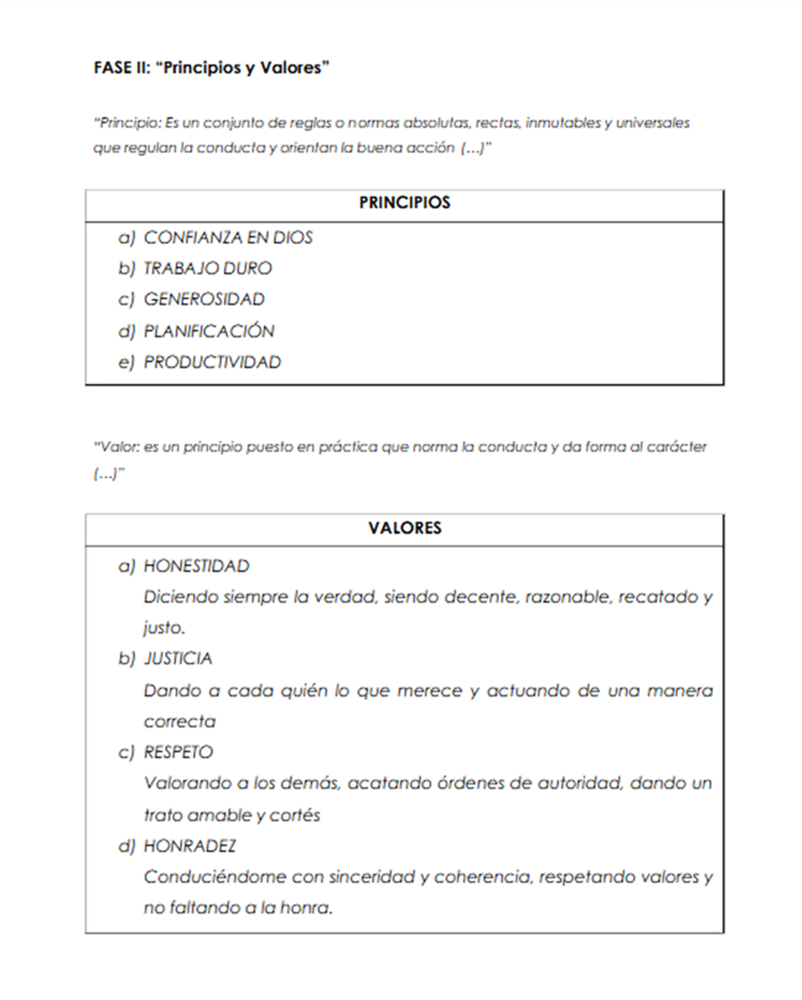 FASE II: “Principios y Valores”
“Principio: Es un conjunto de reglas o normas absolutas, rectas, inmutables y universales
que regulan la conducta y orientan la buena acción (...)”
PRINCIPIOS
a) CONFIANZA EN DIOS
b) TRABAJO DURO
c) GENEROSIDAD
d) PLANIFICACIÓN
e) PRODUCTIVIDAD
“Valor: es un principio puesto en práctica que norma la conducta y da forma al carácter
(...)”
VALORES
a) HONESTIDAD
Diciendo siempre la verdad, siendo decente, razonable, recatado y
justo.
b) JUSTICIA
Dando a cada quién lo que merece y actuando de una manera
correcta
c) RESPETO
Valorando a los demás, acatando órdenes de autoridad, dando un
trato amable y cortés
d) HONRADEZ
Conduciéndome con sinceridad y coherencia, respetando valores y
no faltando a la honra.